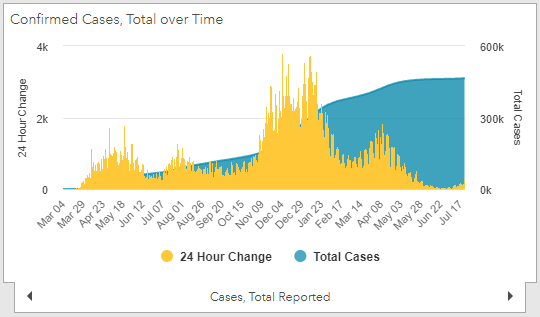 Confirmed Cases, Total over Time
4k
600k
2k
300k
0
0k
24 Hour Change
Total Cases
Mar 04
Mar 29
Apr 23
May 18
Jun 12
Jul 07
Aug 01
Aug 26
Sep 20
Oct 15
Nov 09
Dec 04
Dec 29
Jan 23
Feb 17
Mar 14
Apr 08
May 03
May 28
Jun 22
Jul 17
24 Hour Change
Total Cases
Cases, Total Reported